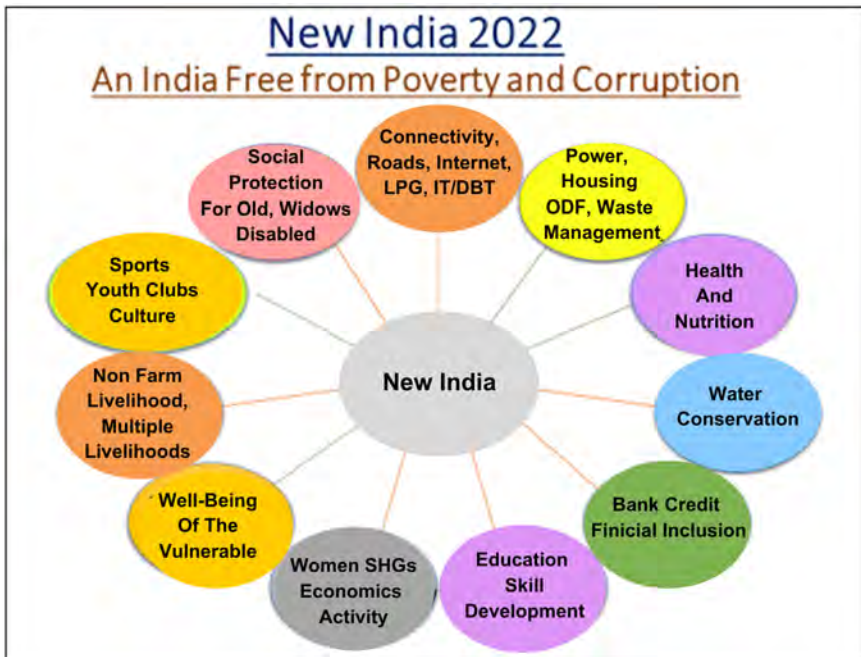 New India 2022
An India Free from Poverty and Corruption
Connectivity,
Roads, Internet,
LPG, IT/DBT
Power,
Housing
ODF, Waste
Management
Health
And
Nutrition
Water
Conservation
Bank Credit
Finicial Inclusion
Education
Skill
Development
Women SHGs
Economics
Activity
Well-Being
Of The
Vulnerable
Non Farm
Livelihood,
Multiple
Livelihoods
Sports
Youth Clubs
Culture
Social
Protection
For Old, Widows
Disabled
New India